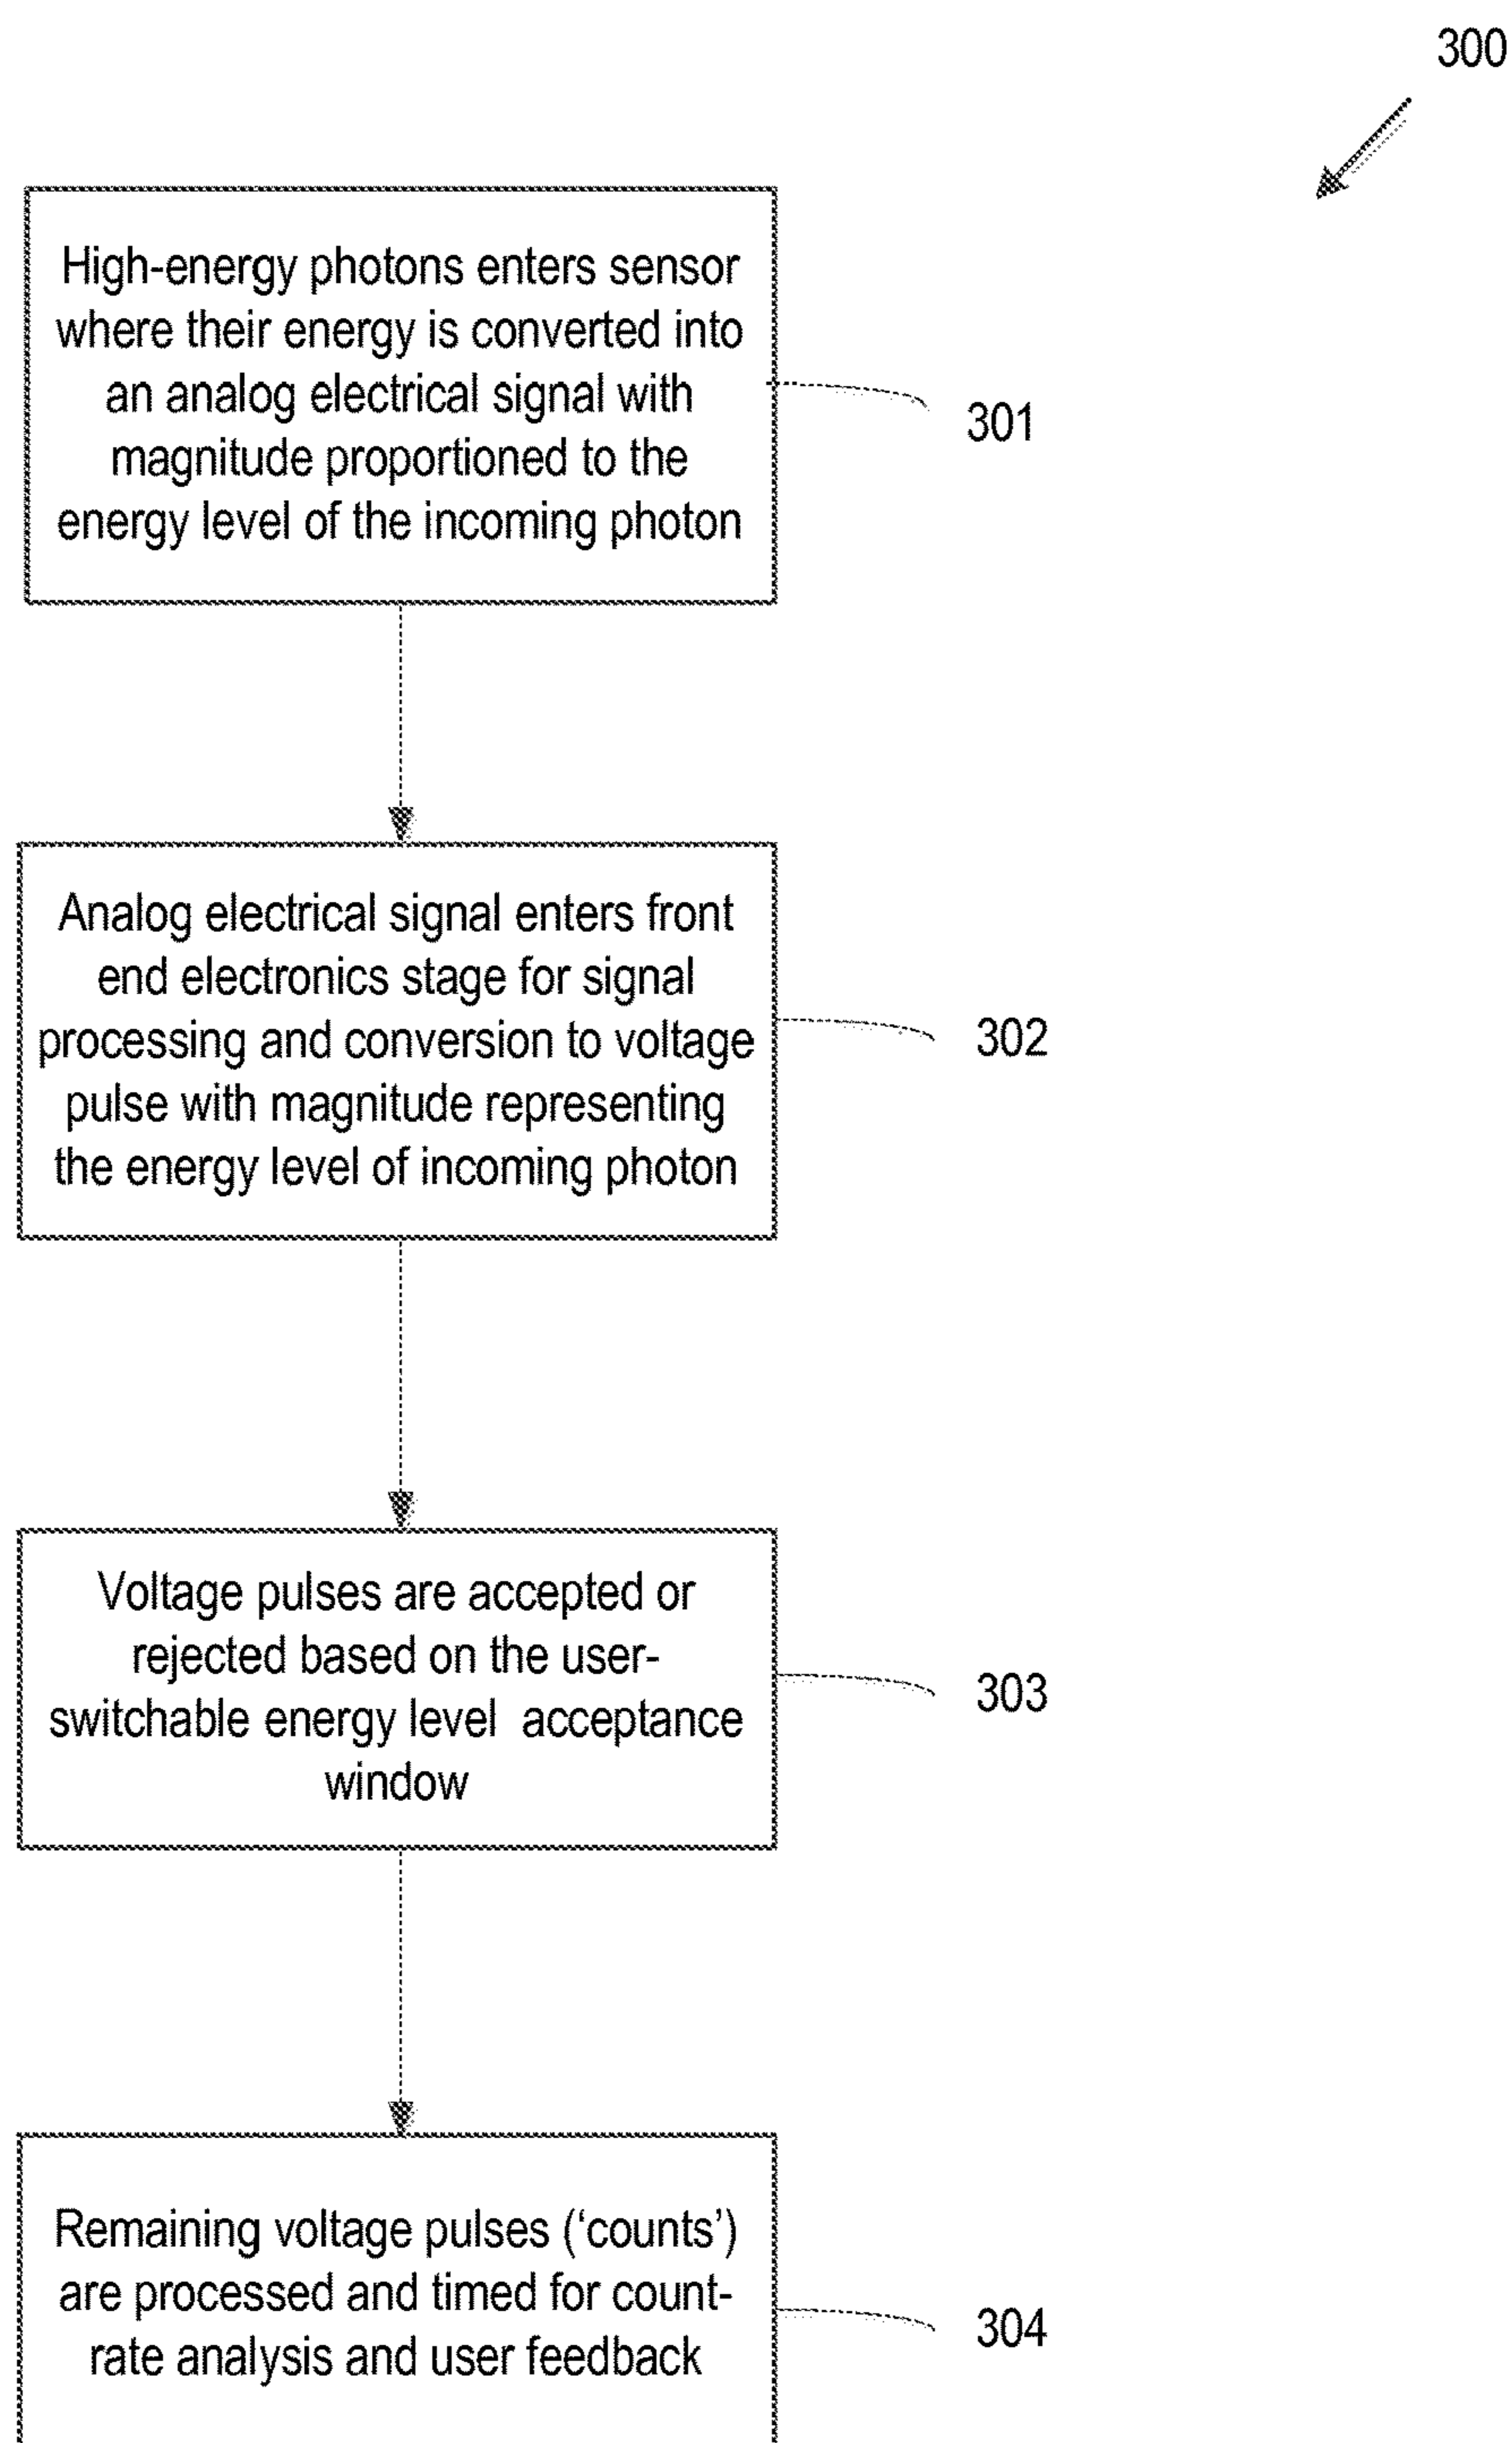 300
High-energy photons enters sensor
where their energy is converted into
an analog electrical signal with
magnitude proportioned to the
energy level of the incoming photon
301
Analog electrical signal enters front
end electronics stage for signal
processing and conversion to voltage
pulse with magnitude representing
the energy level of incoming photon
302
Voltage pulses are accepted or
rejected based on the user-
switchable energy level acceptance
window
303
Remaining voltage pulses (‘counts’)
are processed and timed for count-
rate analysis and user feedback
304